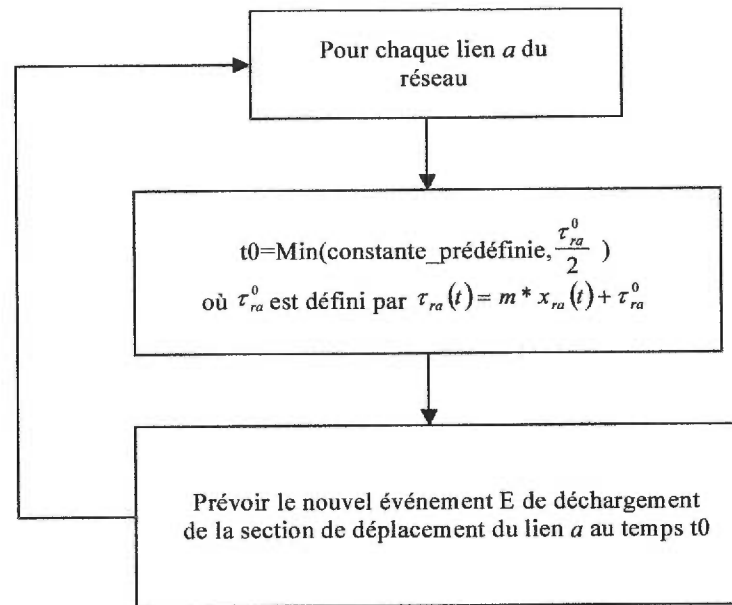 Pour chaque lien a du
réseau
t0=Min(constante_prédéfinie, τ⁰ᵣₐ/2 )
où τ⁰ᵣₐ est défini par τᵣₐ(t) = m * xᵣₐ(t) + τ⁰ᵣₐ
Prévoir le nouvel événement E de déchargement
de la section de déplacement du lien a au temps t0